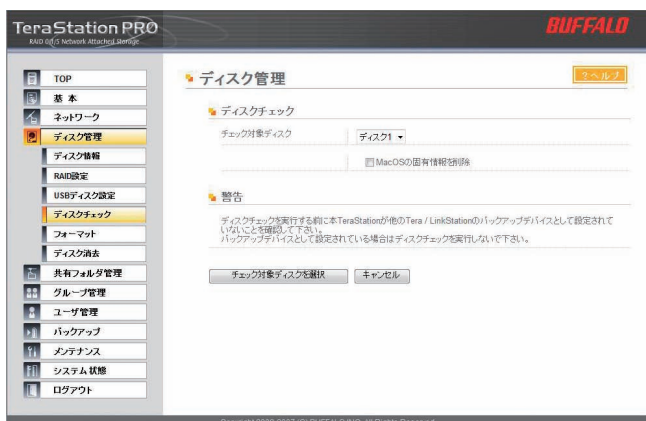 TeraStation PRO
RAID 0/1/5 Network Attached Storage
BUFFALO
TOP
基本
ネットワーク
ディスク管理
ディスク情報
RAID設定
USBディスク設定
ディスクチェック
フォーマット
ディスク消去
共有フォルダ管理
グループ管理
ユーザ管理
バックアップ
メンテナンス
システム状態
ログアウト
ディスク管理
?ヘルプ
ディスクチェック
チェック対象ディスク
ディスク1
MacOSの固有情報を削除
警告
ディスクチェックを実行する前に本TeraStationが他のTera / LinkStationのバックアップデバイスとして設定されて
いないことを確認して下さい。
バックアップデバイスとして設定されている場合はディスクチェックを実行しないで下さい。
チェック対象ディスクを選択
キャンセル